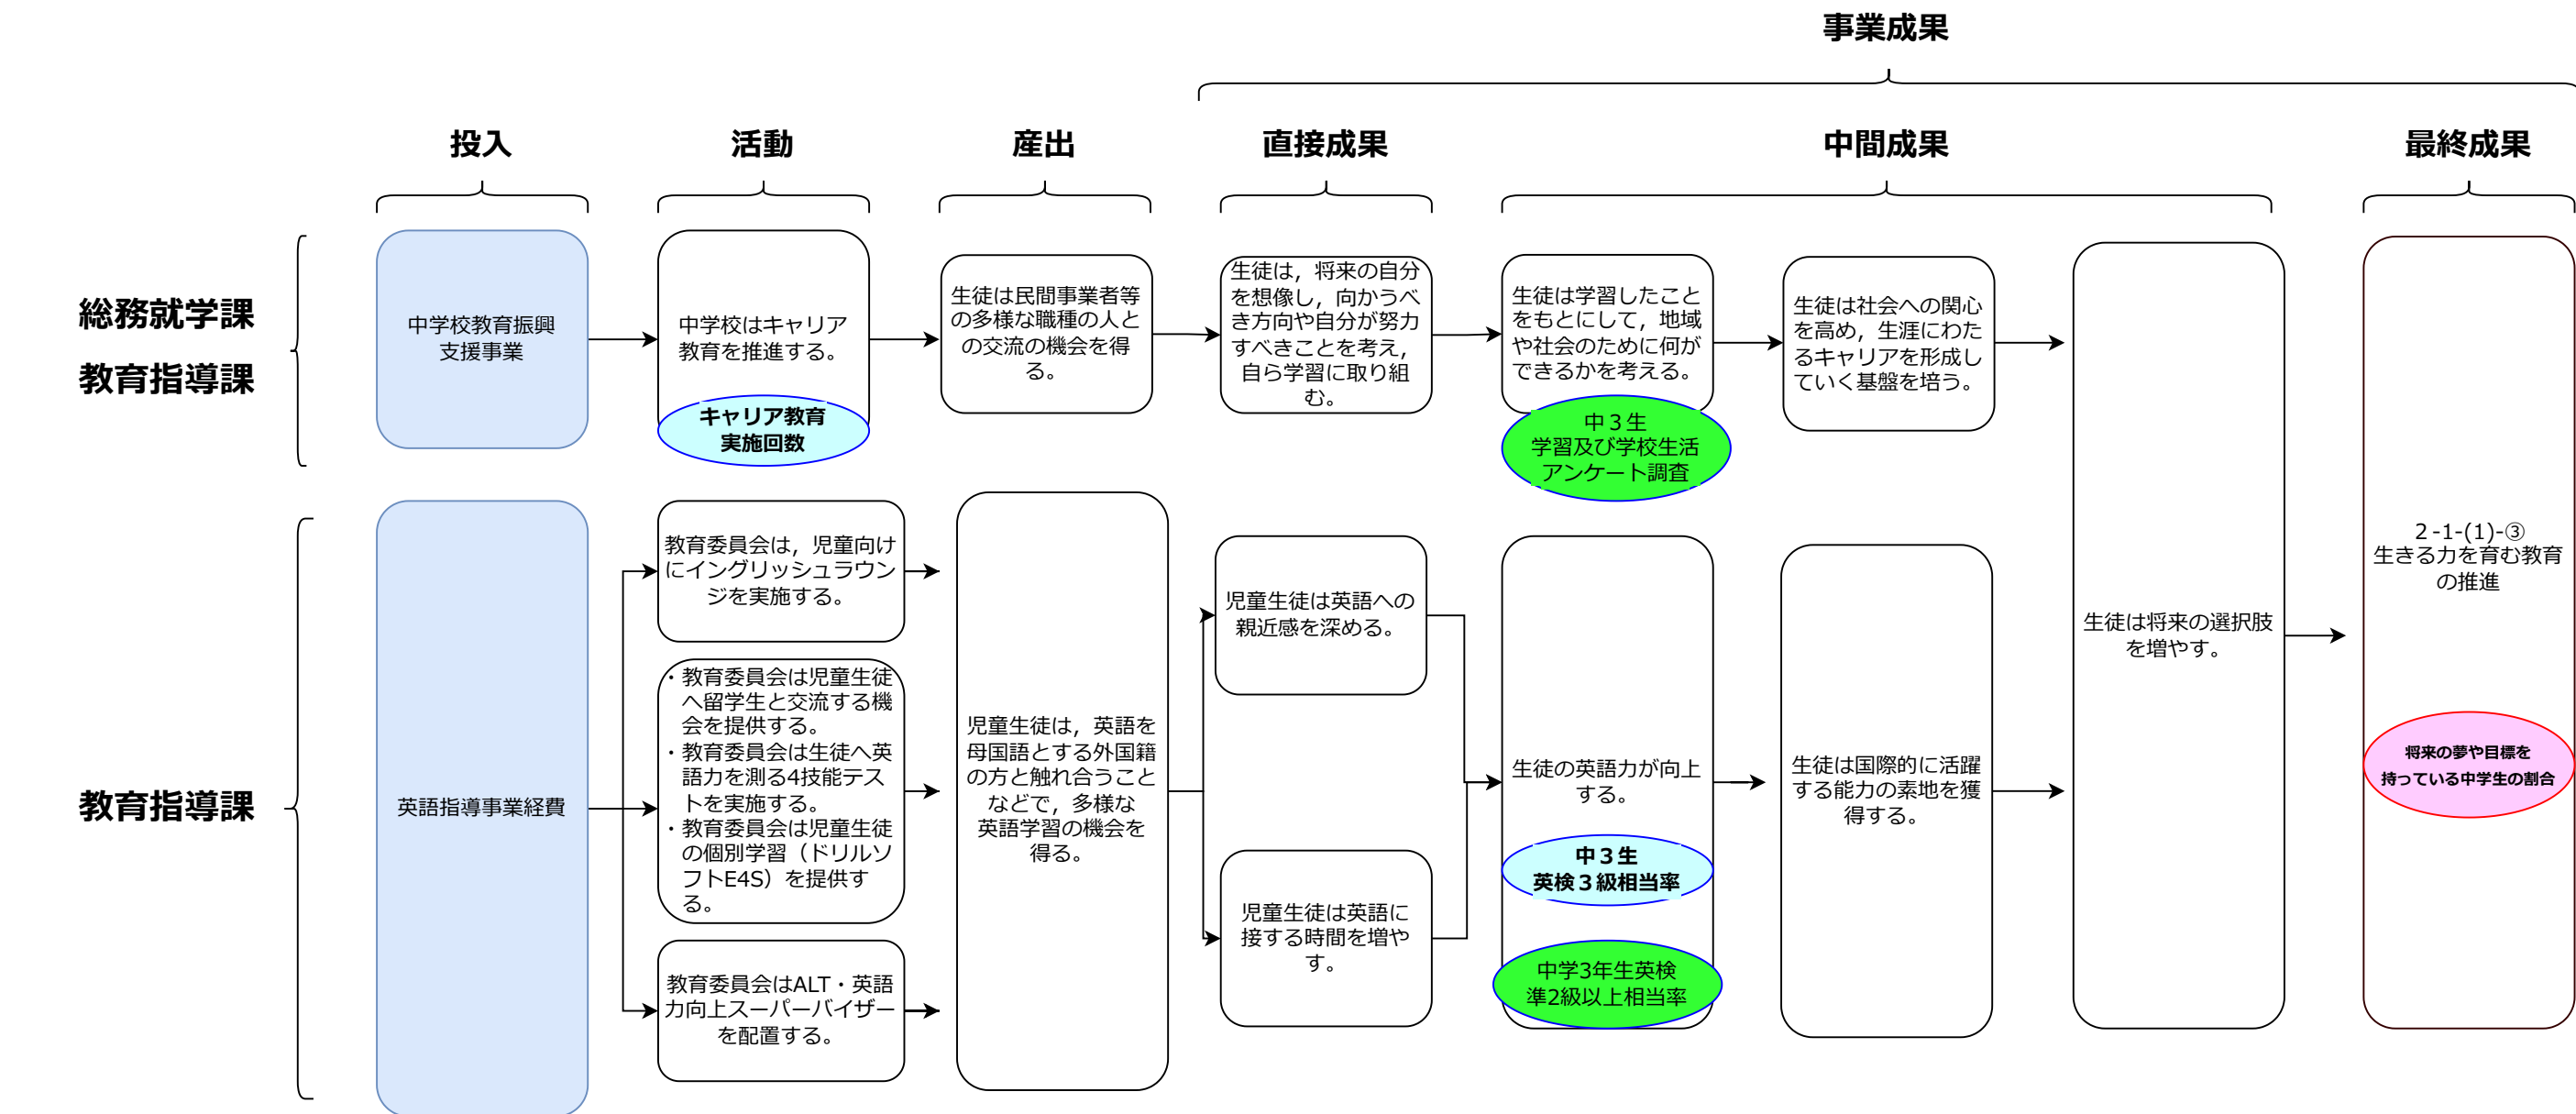 事業成果
投入
活動
産出
直接成果
中間成果
最終成果
総務就学課
教育指導課
中学校教育振興
支援事業
中学校はキャリア
教育を推進する。
キャリア教育
実施回数
生徒は民間事業者等
の多様な職種の人と
の交流の機会を得
る。
生徒は，将来の自分
を想像し，向かうべ
き方向や自分が努力
すべきことを考え，
自ら学習に取り組
む。
生徒は学習したこと
をもとにして，地域
や社会のために何が
できるかを考える。
中３生
学習及び学校生活
アンケート調査
生徒は社会への関心
を高め，生涯にわた
るキャリアを形成し
ていく基盤を培う。
生徒は将来の選択肢
を増やす。
２-1-(1)-③
生きる力を育む教育
の推進
将来の夢や目標を
持っている中学生の割合
教育指導課
英語指導事業経費
教育委員会は，児童向け
にイングリッシュラウン
ジを実施する。
・教育委員会は児童生徒
へ留学生と交流する機
会を提供する。
・教育委員会は生徒へ英
語力を測る4技能テス
トを実施する。
・教育委員会は児童生徒
の個別学習（ドリルソ
フトE4S）を提供す
る。
教育委員会はALT・英語
力向上スーパーバイザー
を配置する。
児童生徒は，英語を
母国語とする外国籍
の方と触れ合うこと
などで，多様な
英語学習の機会を
得る。
児童生徒は英語への
親近感を深める。
児童生徒は英語に
接する時間を増や
す。
生徒の英語力が向上
する。
中３生
英検３級相当率
中学3年生英検
準2級以上相当率
生徒は国際的に活躍
する能力の素地を獲
得する。